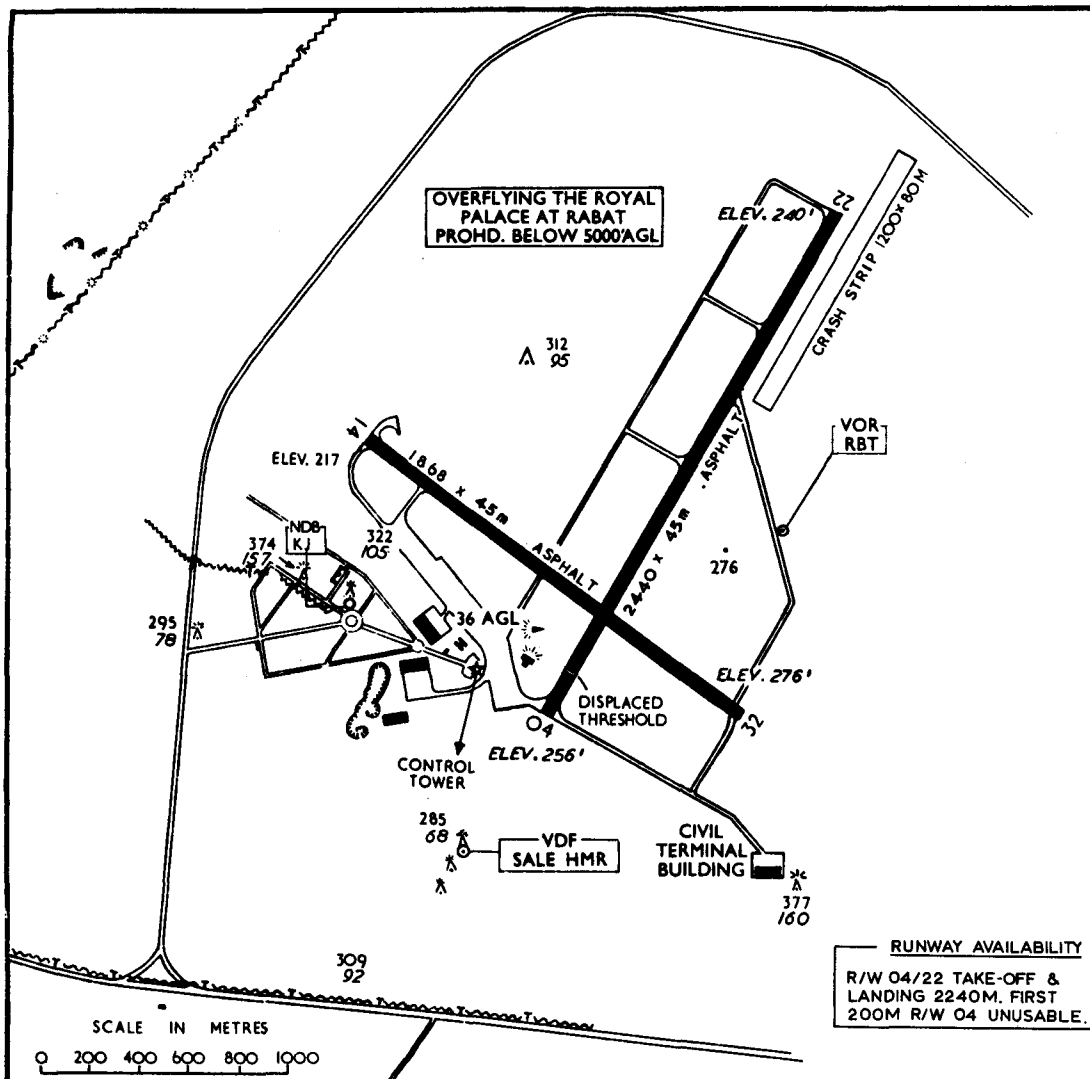 OVERFLYING THE ROYAL
PALACE AT RABAT
PROHD. BELOW 5000'AGL
ELEV. 240'
22
CRASH STRIP 1200 x 80M
312
95
14
ELEV. 217
1868 x 45m
ASPHALT
ASPHALT
2440 x 45m
VOR
RBT
276
NDB
KJ
374
157
322
105
36 AGL
295
78
ELEV. 276'
32
DISPLACED
THRESHOLD
04
ELEV. 256'
CONTROL
TOWER
285
68
VDF
SALE HMR
CIVIL
TERMINAL
BUILDING
377
160
309
92
RUNWAY AVAILABILITY
R/W 04/22 TAKE-OFF &
LANDING 2240M. FIRST
200M R/W 04 UNUSABLE.
SCALE IN METRES
0 200 400 600 800 1000